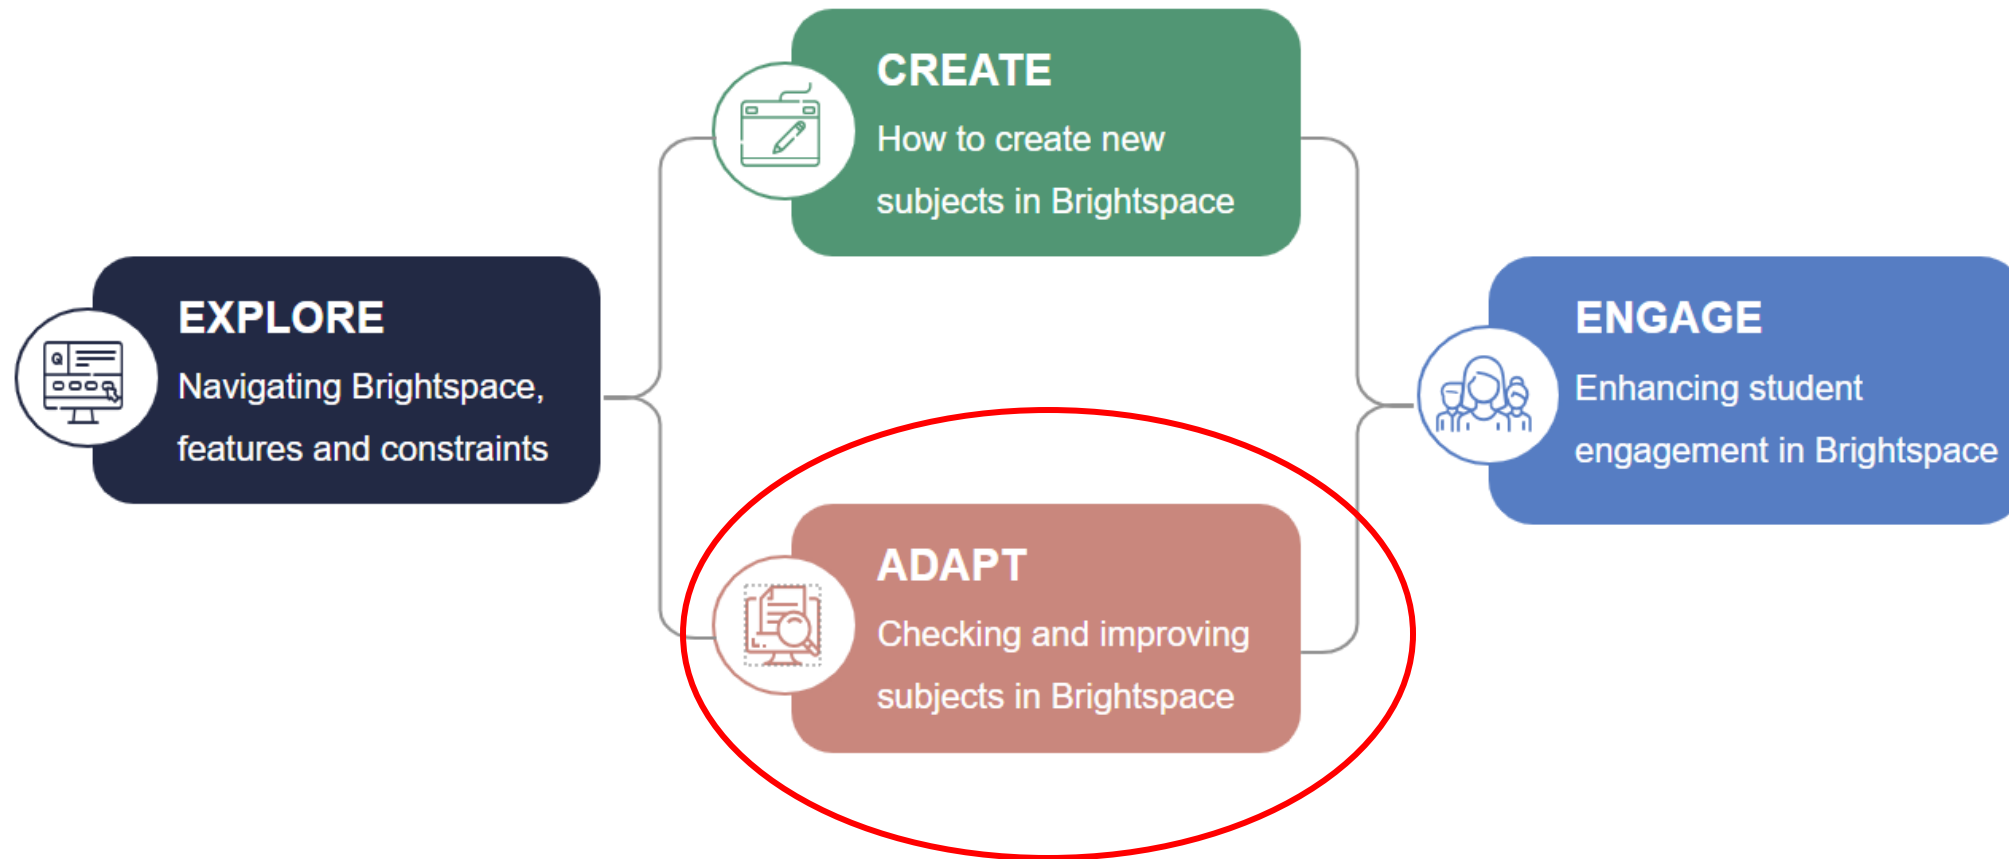 EXPLORE
Navigating Brightspace,
features and constraints
CREATE
How to create new
subjects in Brightspace
ADAPT
Checking and improving
subjects in Brightspace
ENGAGE
Enhancing student
engagement in Brightspace